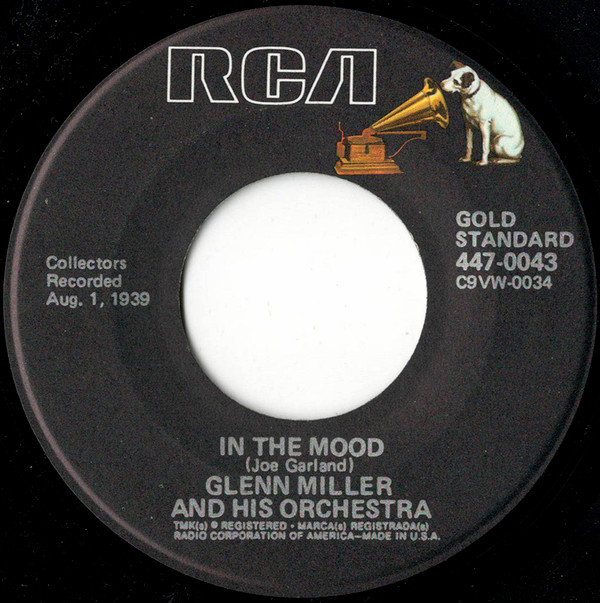 RCA
GOLD
STANDARD
447-0043
C9VW-0034
Collectors
Recorded
Aug. 1, 1939
IN THE MOOD
(Joe Garland)
GLENN MILLER
AND HIS ORCHESTRA
TMK(s) ® REGISTERED • MARCA(s) REGISTRADA(s)
RADIO CORPORATION OF AMERICA—MADE IN U.S.A.